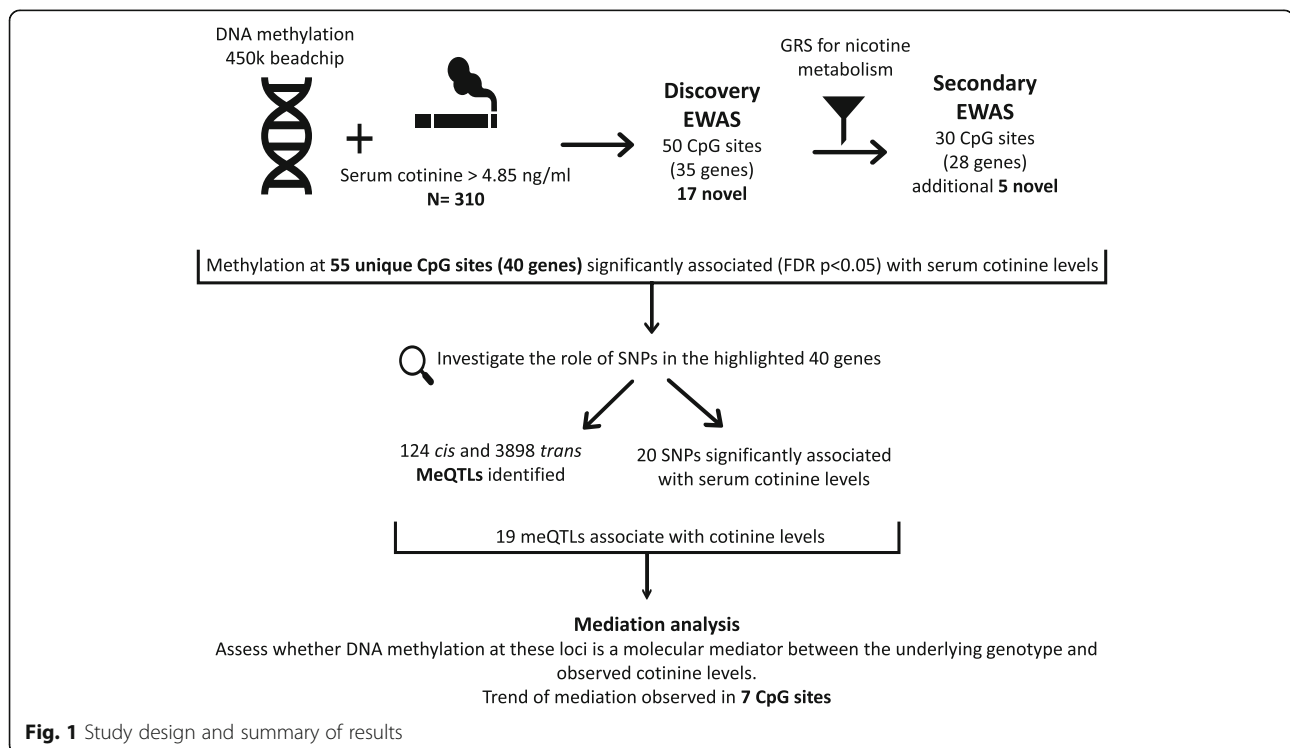 DNA methylation
450k beadchip
+
Serum cotinine > 4.85 ng/ml
N= 310
Discovery
EWAS
50 CpG sites
(35 genes)
17 novel
GRS for nicotine
metabolism
Secondary
EWAS
30 CpG sites
(28 genes)
additional 5 novel
Methylation at 55 unique CpG sites (40 genes) significantly associated (FDR p<0.05) with serum cotinine levels
Investigate the role of SNPs in the highlighted 40 genes
124 cis and 3898 trans
MeQTLs identified
20 SNPs significantly associated
with serum cotinine levels
19 meQTLs associate with cotinine levels
Mediation analysis
Assess whether DNA methylation at these loci is a molecular mediator between the underlying genotype and
observed cotinine levels.
Trend of mediation observed in 7 CpG sites
Fig. 1 Study design and summary of results